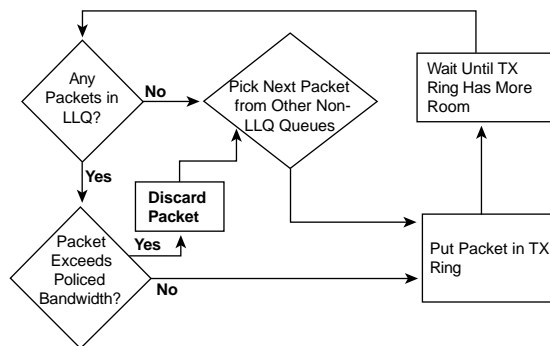 Any
Packets in
LLQ?
No
Pick Next Packet
from Other Non-
LLQ Queues
Wait Until TX
Ring Has More
Room
Yes
Discard
Packet
Packet
Exceeds
Policed
Bandwidth?
Yes
No
Put Packet in TX
Ring